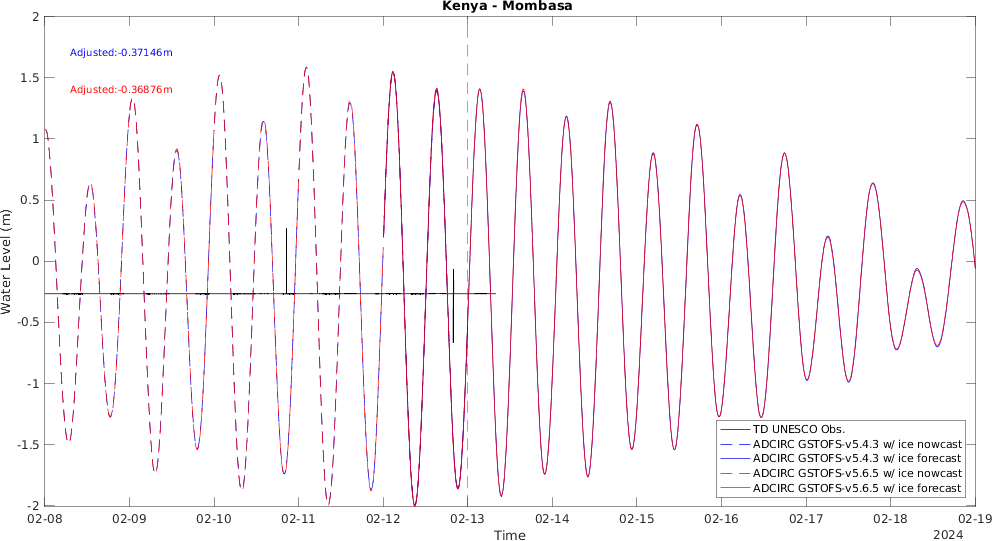 Kenya - Mombasa
Adjusted:-0.37146m
Adjusted:-0.36876m
Water Level (m)
2
1.5
1
0.5
0
-0.5
-1
-1.5
-2
TD UNESCO Obs.
ADCIRC GSTOFS-v5.4.3 w/ ice nowcast
ADCIRC GSTOFS-v5.4.3 w/ ice forecast
ADCIRC GSTOFS-v5.6.5 w/ ice nowcast
ADCIRC GSTOFS-v5.6.5 w/ ice forecast
02-08 02-09 02-10 02-11 02-12 02-13 02-14 02-15 02-16 02-17 02-18 02-19
Time
2024